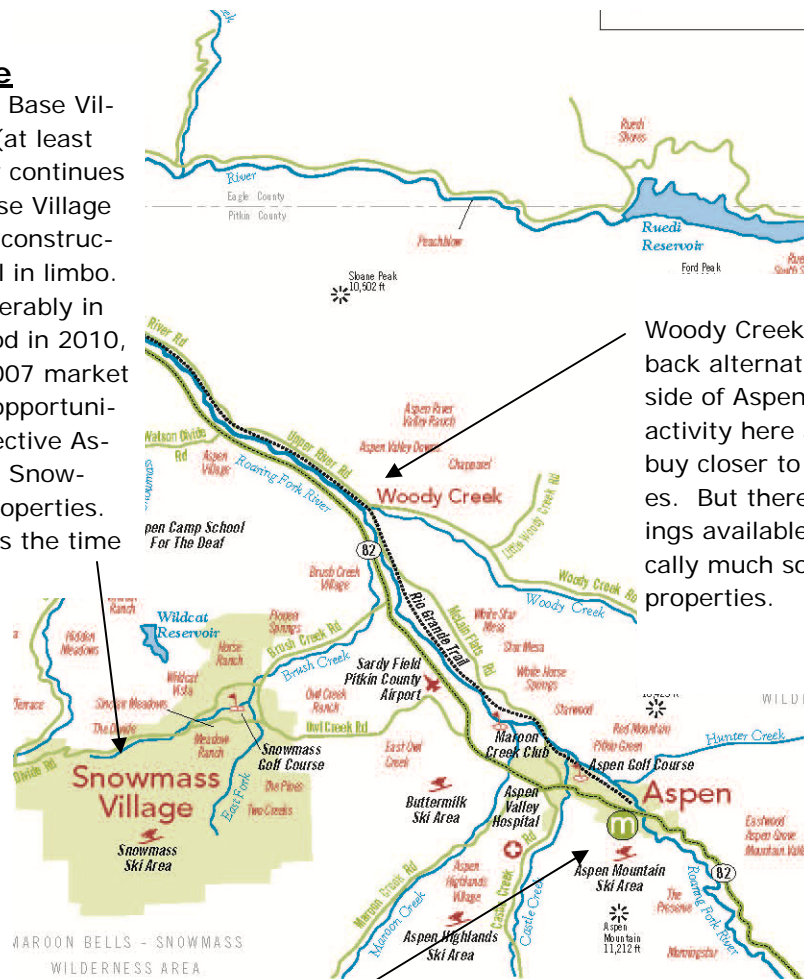 e
Base Vil-
(at least
continues
se Village
construc-
l in limbo.
erably in
od in 2010,
007 market
opportuni-
ective As-
Snow-
operties.
s the time
Woody Creek
back alternat
side of Aspen
activity here
buy closer to
es. But there
ings available
cally much so
properties.
River
Eagle County
Pitkin County
Peachblow
Ruedi
Shores
Ruedi
Reservoir
Ford Peak
Sloane Peak
10,502 ft
River Rd
Watson Divide
Rd
Aspen
Village
Roaring Fork River
Upper River Rd
Aspen River
Valley Ranch
Aspen Valley Downs
Chaparral
Woody Creek
Little Woody Creek Rd
Woody Creek Rd
Woody Creek
82
pen Camp School
For The Deaf
Brush Creek
Village
Rio Grande Trail
McLain Flats Rd
White Star
Mesa
Star Mesa
White Horse
Springs
Starwood
Wildcat
Reservoir
Hidden
Meadows
Horse
Ranch
Wildcat
Vista
Sinclair Meadows
The Divide
Terrace
Meadow
Ranch
Brush Creek Rd
Brush Creek
Owl Creek
Ranch
Owl Creek Rd
Sardy Field
Pitkin County
Airport
Divide Rd
Snowmass
Village
Snowmass
Golf Course
East Fork
The Pines
Two Creeks
Snowmass
Ski Area
East Owl
Creek
Buttermilk
Ski Area
Maroon
Creek Club
Aspen
Valley
Hospital
Red Mountain
Pitkin Green
Hunter Creek
Aspen Golf Course
Aspen
m
Aspen Mountain
Ski Area
Eastwood
Aspen Grove
Mountain Vall
82
Maroon Creek Rd
Maroon Creek
Aspen
Highlands
Village
Castle Creek
Rd
Castle Creek
Aspen Highlands
Ski Area
Aspen
Mountain
11,212 ft
The
Preserve
Morningstar
Roaring Fork River
MAROON BELLS - SNOWMASS
WILDERNESS AREA
WILD